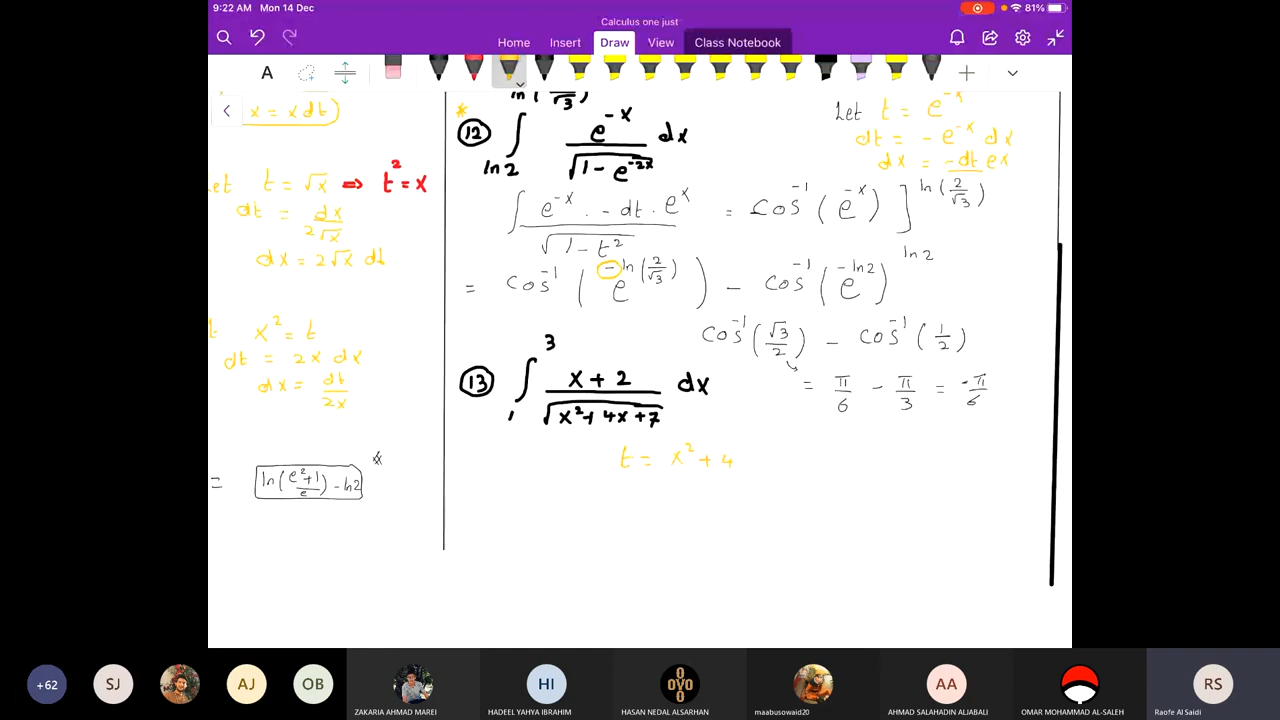 9:22 AM Mon 14 Dec
81%
Calculus one just
Home Insert Draw View Class Notebook
A
x = x dt)
Let t = √x ⇒ t² = x
dt = dx / 2√x
dx = 2√x dt
x² = t
dt = 2x dx
dx = dt / 2x
= ln((e²+1)/e) - ln2
*
⑫ ∫_{ln 2}^{ln(2/√3)} e^{-x} / √(1 - e^{-2x}) dx
Let t = e^{-x}
dt = - e^{-x} dx
dx = -dt e^x
∫ e^{-x} . - dt . e^x / √(1 - t²) = cos^{-1}(e^{-x}) ]_{ln 2}^{ln(2/√3)}
= cos^{-1}(e^{-ln(2/√3)}) - cos^{-1}(e^{-ln2})
cos^{-1}(√3/2) - cos^{-1}(1/2)
= π/6 - π/3 = -π/6
⑬ ∫_{1}^{3} x + 2 / √(x² + 4x + 7) dx
t = x² + 4
+62 SJ AJ OB HI OVO AA RS
ZAKARIA AHMAD MAREI
HADEEL YAHYA IBRAHIM
HASAN NEDAL ALSARHAN
maabusowaid20
AHMAD SALAHADIN ALJABALI
OMAR MOHAMMAD AL-SALEH
Raofe Al Saidi